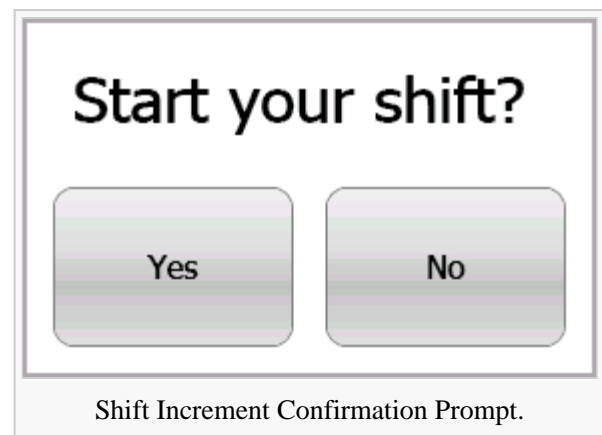 Start your shift?
Yes
No
Shift Increment Confirmation Prompt.